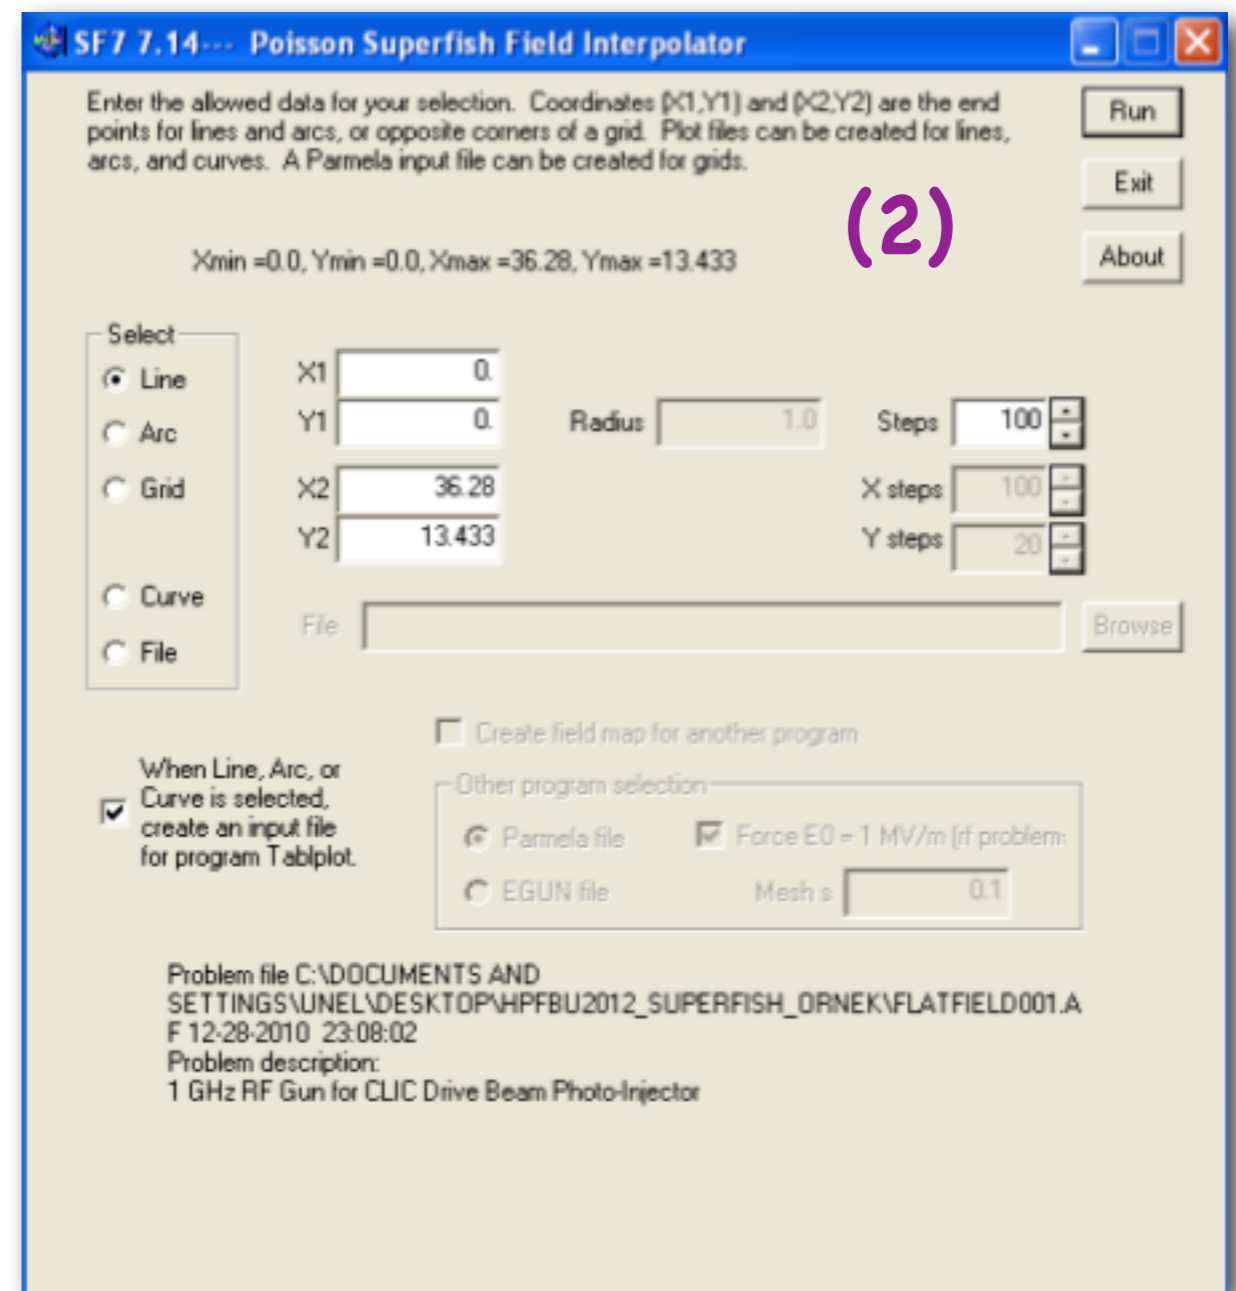 SF7 7.14--- Poisson Superfish Field Interpolator
Enter the allowed data for your selection. Coordinates (X1,Y1) and (X2,Y2) are the end
points for lines and arcs, or opposite corners of a grid. Plot files can be created for lines,
arcs, and curves. A Parmela input file can be created for grids.
Run
Exit
About
(2)
Xmin =0.0, Ymin =0.0, Xmax =36.28, Ymax =13.433
Select
Line
Arc
Grid
Curve
File
X1 0.
Y1 0.
X2 36.28
Y2 13.433
Radius 1.0
Steps 100
X steps 100
Y steps 20
File
Browse
Create field map for another program
When Line, Arc, or
Curve is selected,
create an input file
for program Tablplot.
Other program selection
Parmela file
Force E0 = 1 MV/m (rf problem:
EGUN file
Mesh s 0.1
Problem file C:\DOCUMENTS AND
SETTINGS\UNEL\DESKTOP\HPFBU2012_SUPERFISH_ORNEK\FLATFIELD001.A
F 12-28-2010 23:08:02
Problem description:
1 GHz RF Gun for CLIC Drive Beam Photo-Injector